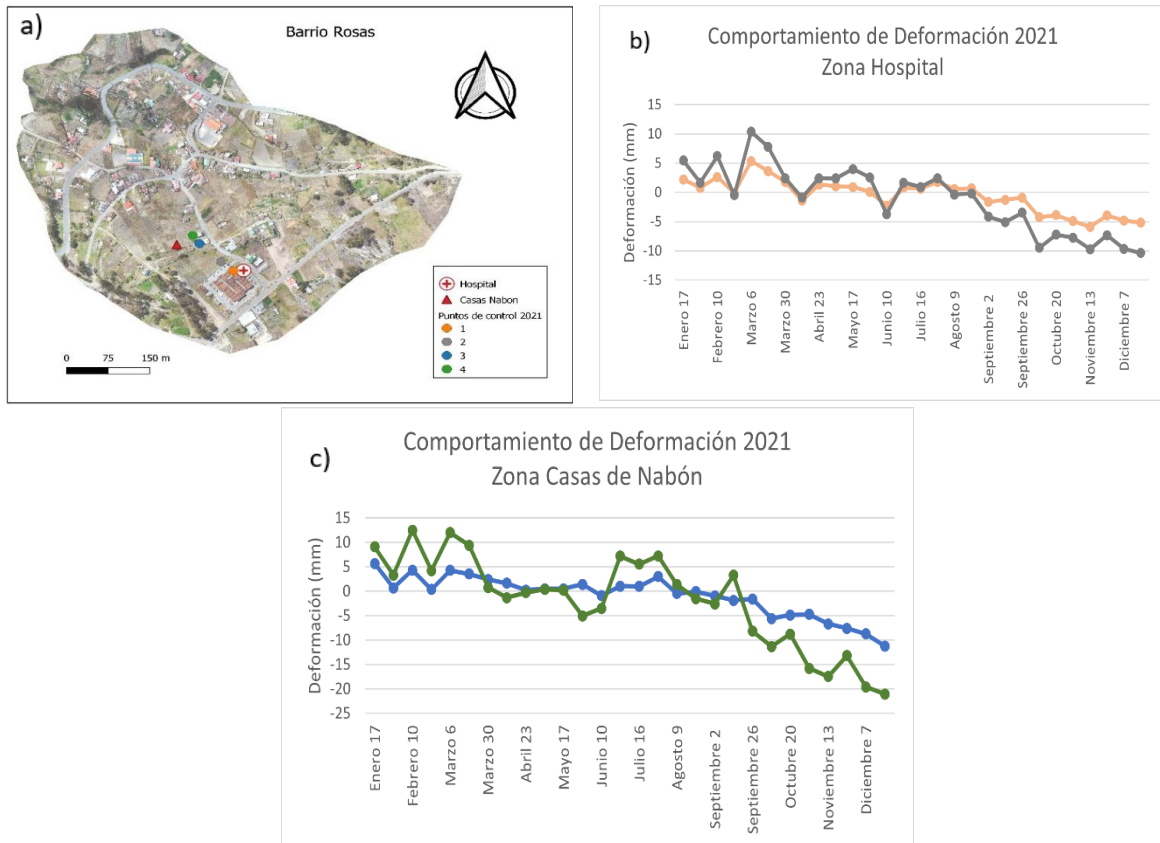 a)
Barrio Rosas
Hospital
Casas Nabon
Puntos de control 2021
1
2
3
4
0 75 150 m
b)
Comportamiento de Deformación 2021
Zona Hospital
Deformación (mm)
15
10
5
0
-5
-10
-15
Enero 17
Febrero 10
Marzo 6
Marzo 30
Abril 23
Mayo 17
Junio 10
Julio 16
Agosto 9
Septiembre 2
Septiembre 26
Octubre 20
Noviembre 13
Diciembre 7
c)
Comportamiento de Deformación 2021
Zona Casas de Nabón
Deformación (mm)
15
10
5
0
-5
-10
-15
-20
-25
Enero 17
Febrero 10
Marzo 6
Marzo 30
Abril 23
Mayo 17
Junio 10
Julio 16
Agosto 9
Septiembre 2
Septiembre 26
Octubre 20
Noviembre 13
Diciembre 7